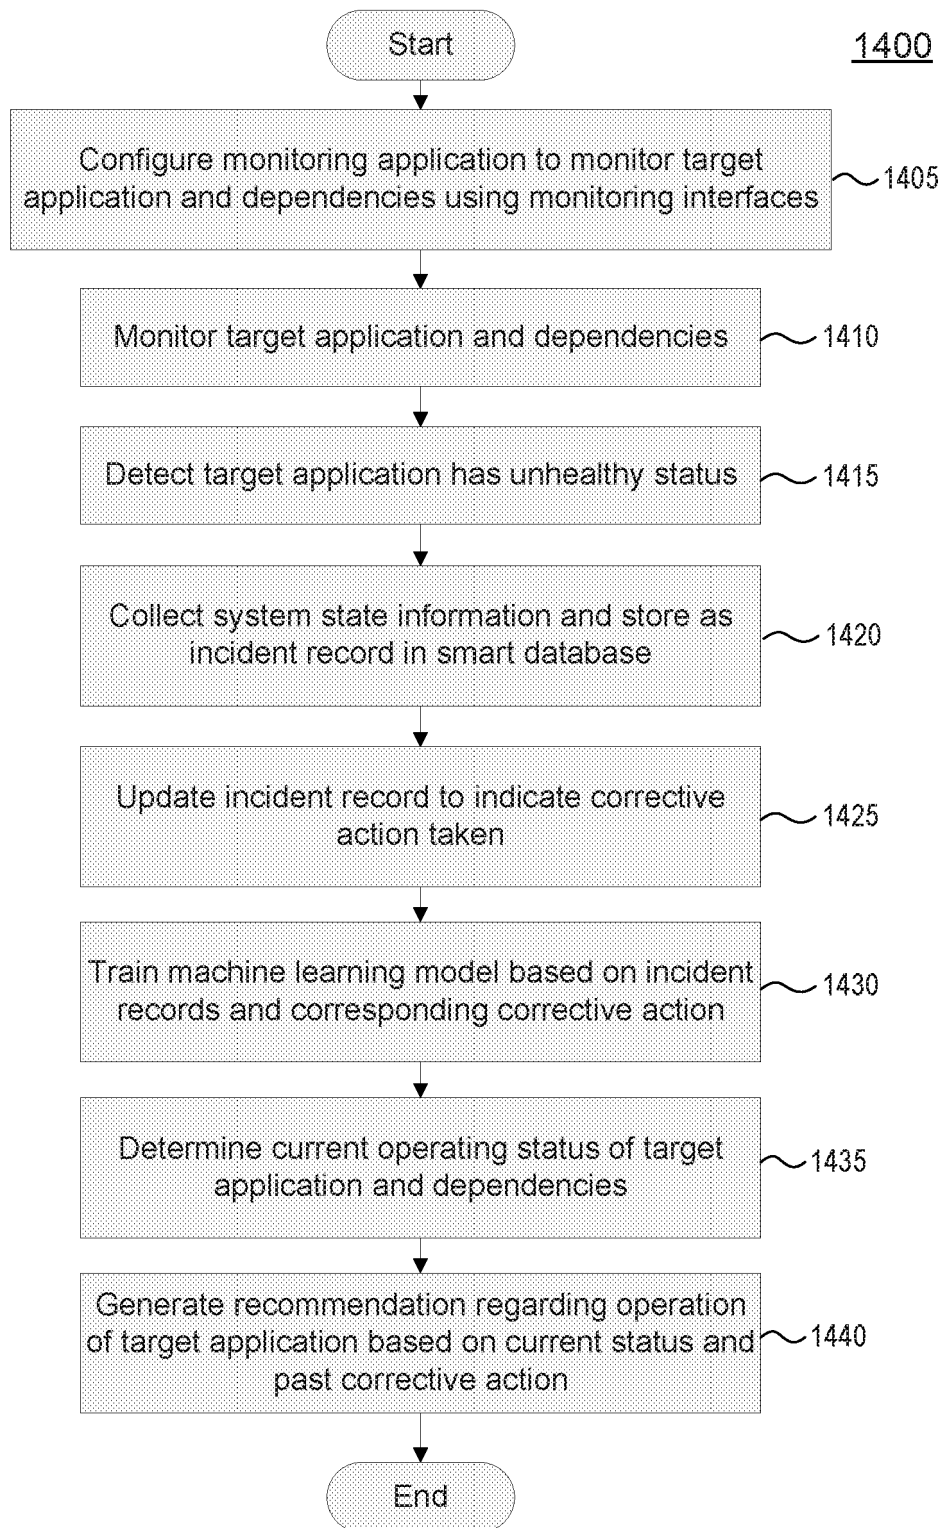 Start
1400
Configure monitoring application to monitor target
application and dependencies using monitoring interfaces
1405
Monitor target application and dependencies
1410
Detect target application has unhealthy status
1415
Collect system state information and store as
incident record in smart database
1420
Update incident record to indicate corrective
action taken
1425
Train machine learning model based on incident
records and corresponding corrective action
1430
Determine current operating status of target
application and dependencies
1435
Generate recommendation regarding operation
of target application based on current status and
past corrective action
1440
End